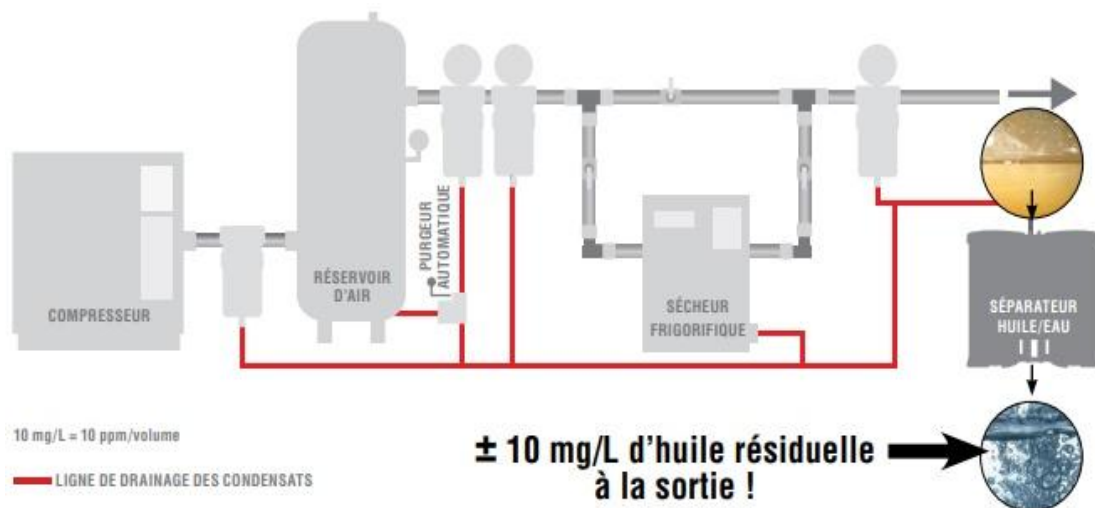 COMPRESSEUR
RÉSERVOIR
D'AIR
PURGEUR
AUTOMATIQUE
SÉCHEUR
FRIGORIFIQUE
SÉPARATEUR
HUILE/EAU
10 mg/L = 10 ppm/volume
LIGNE DE DRAINAGE DES CONDENSATS
± 10 mg/L d'huile résiduelle
à la sortie !